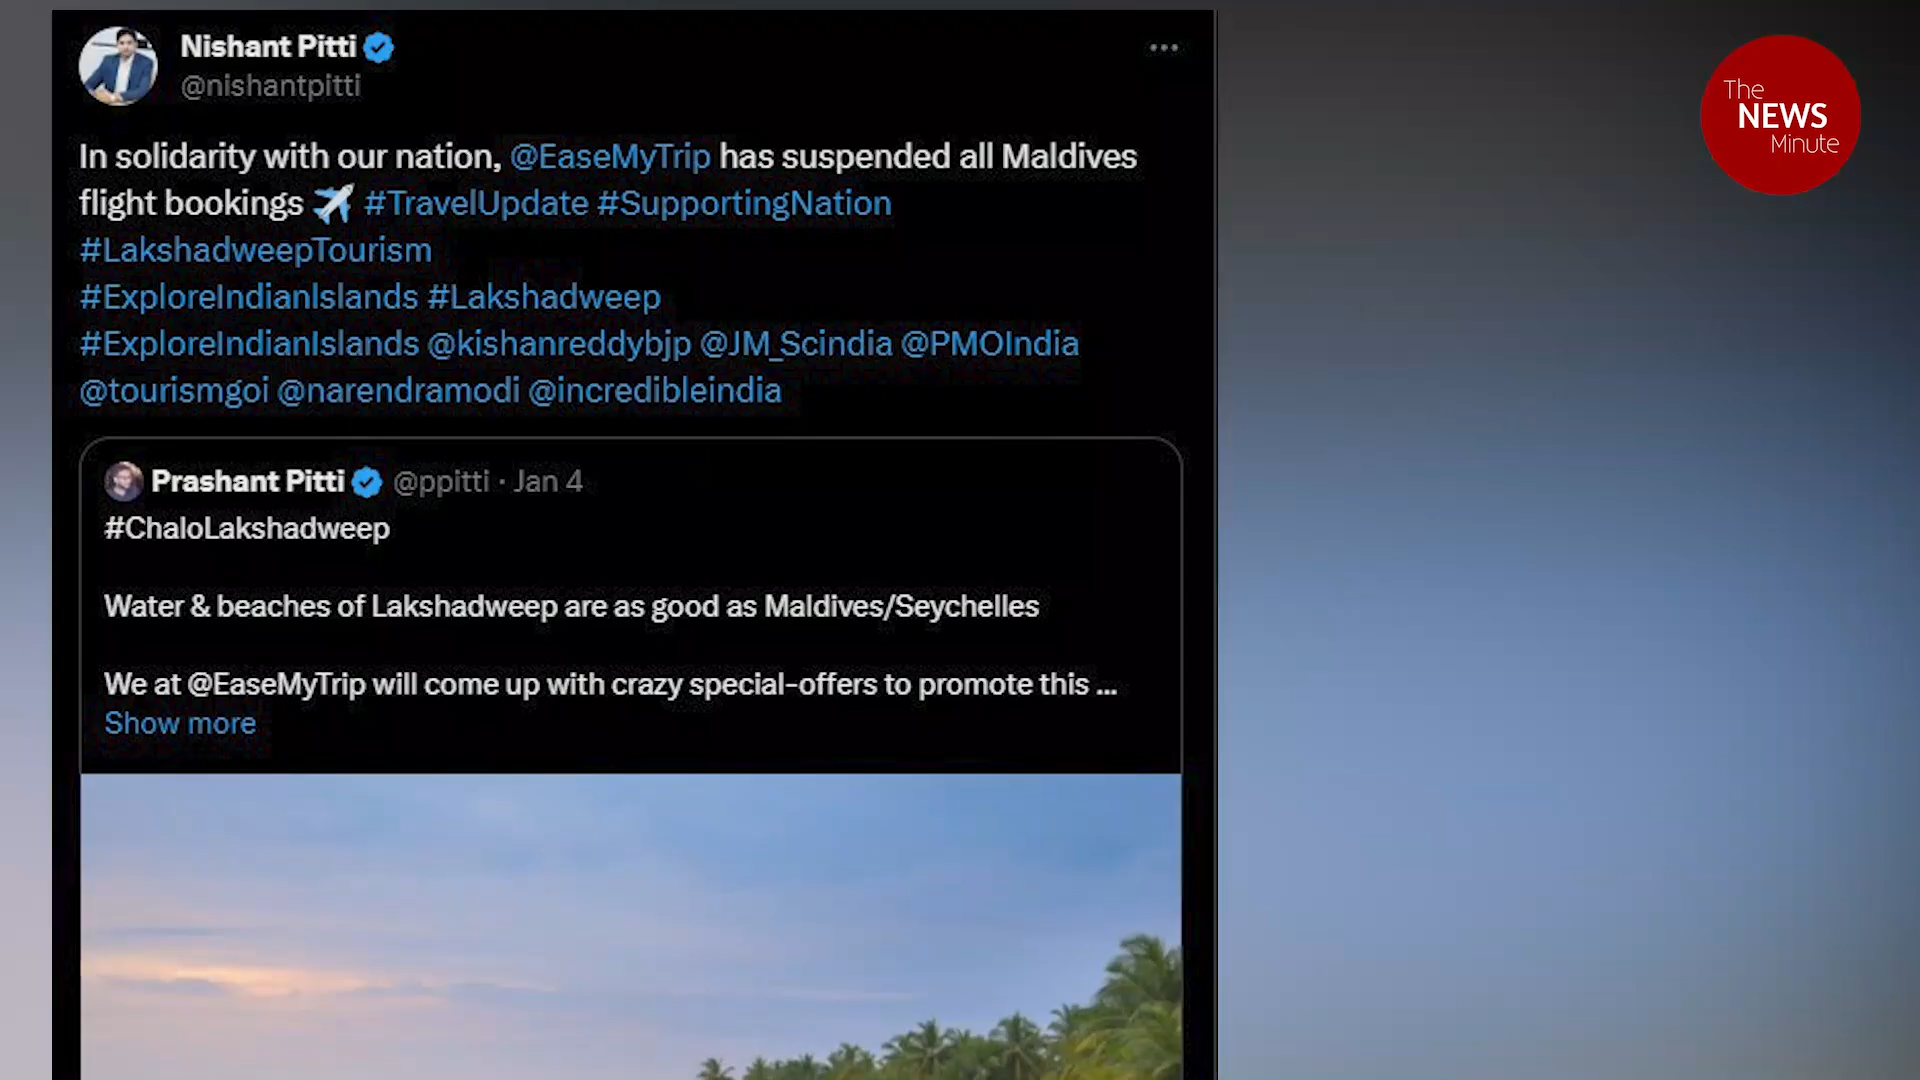 Nishant Pitti
@nishantpitti
In solidarity with our nation, @EaseMyTrip has suspended all Maldives
flight bookings #TravelUpdate #SupportingNation
#LakshadweepTourism
#ExploreIndianlslands #Lakshadweep
#ExploreIndianIslands @kishanreddybjp @JM_Scindia @PMOIndia
@tourismgoi @narendramodi @incredibleindia
Prashant Pitti @ppitti · Jan 4
#ChaloLakshadweep
Water & beaches of Lakshadweep are as good as Maldives/Seychelles
We at @EaseMyTrip will come up with crazy special-offers to promote this ...
Show more
The
NEWS
Minute